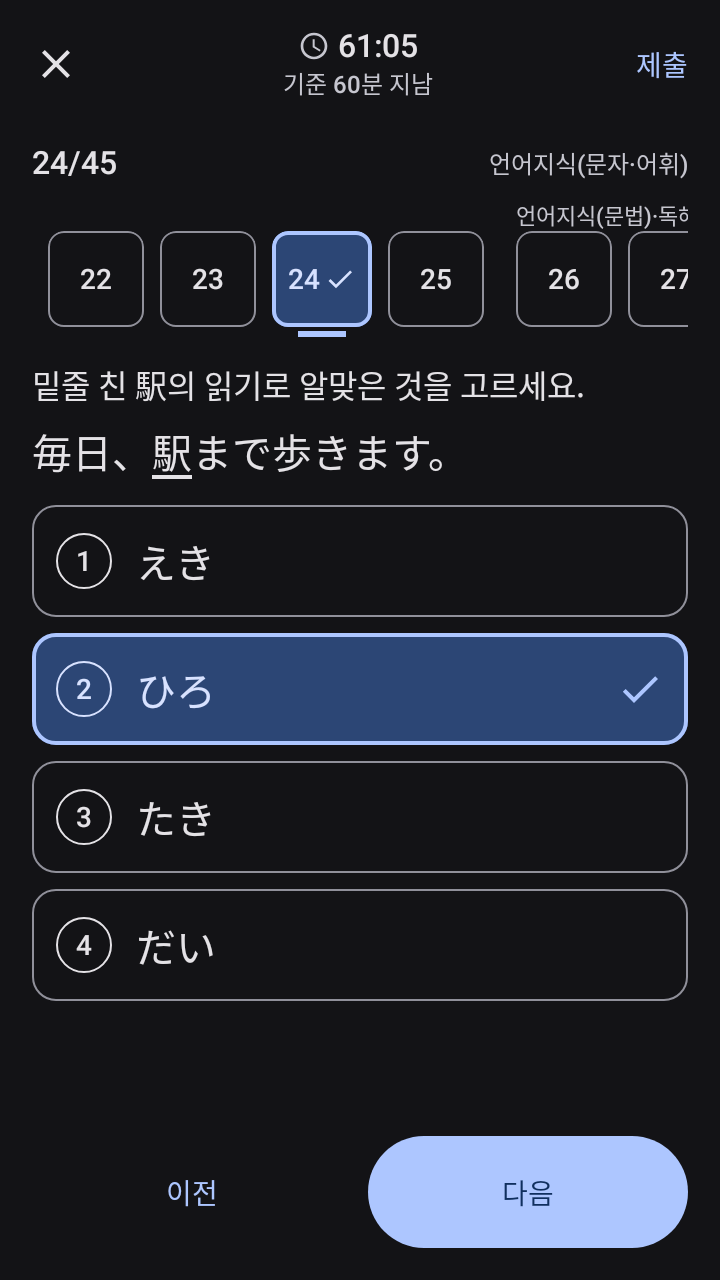 61:05
기준 60분 지남
제출
24/45
언어지식(문자·어휘)
언어지식(문법)·독해
22
23
24
25
26
27
밑줄 친 駅의 읽기로 알맞은 것을 고르세요.
毎日、駅まで歩きます。
1 えき
2 ひろ
3 たき
4 だい
이전
다음